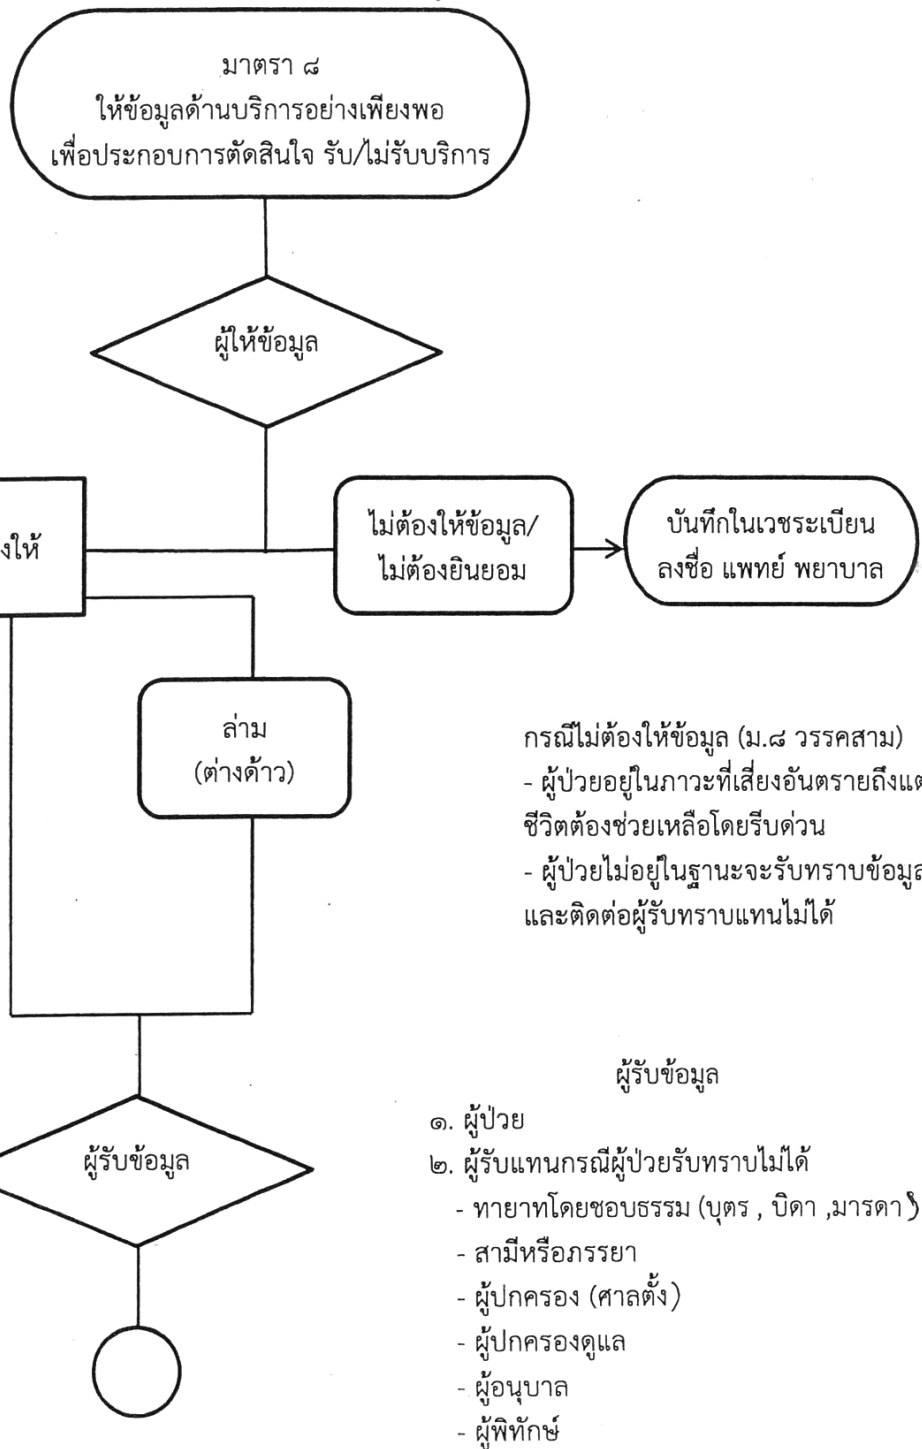 มาตรา ๘
ให้ข้อมูลด้านบริการอย่างเพียงพอ
เพื่อประกอบการตัดสินใจ รับ/ไม่รับบริการ
ผู้ให้ข้อมูล
งให้
ไม่ต้องให้ข้อมูล/
ไม่ต้องยินยอม
บันทึกในเวชระเบียน
ลงชื่อ แพทย์ พยาบาล
ล่าม
(ต่างด้าว)
กรณีไม่ต้องให้ข้อมูล (ม.๘ วรรคสาม)
- ผู้ป่วยอยู่ในภาวะที่เสี่ยงอันตรายถึงแต
ชีวิตต้องช่วยเหลือโดยรีบด่วน
- ผู้ป่วยไม่อยู่ในฐานะจะรับทราบข้อมูล
และติดต่อผู้รับทราบแทนไม่ได้
ผู้รับข้อมูล
ผู้รับข้อมูล
๑. ผู้ป่วย
๒. ผู้รับแทนกรณีผู้ป่วยรับทราบไม่ได้
- ทายาทโดยชอบธรรม (บุตร , บิดา ,มารดา)
- สามีหรือภรรยา
- ผู้ปกครอง (ศาลตั้ง)
- ผู้ปกครองดูแล
- ผู้อนุบาล
- ผู้พิทักษ์